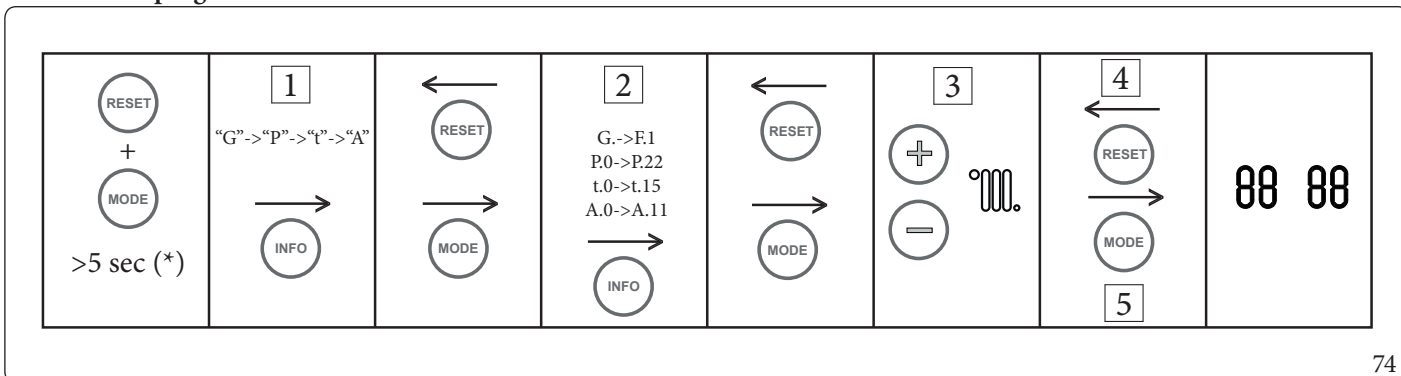 RESET
+
MODE
>5 sec (*)
1
“G”->“P”->“t”->“A”
INFO
RESET
MODE
2
G.->F.1
P.0->P.22
t.0->t.15
A.0->A.11
INFO
RESET
MODE
3
4
RESET
MODE
5
88 88
74